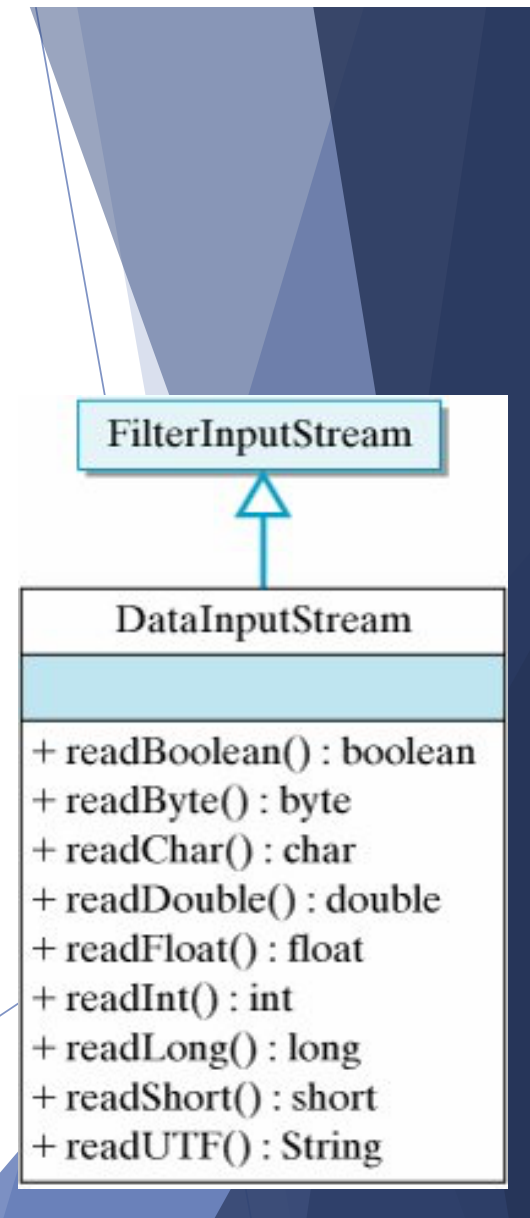 FilterInputStream
DataInputStream
+ readBoolean() : boolean
+ readByte() : byte
+ readChar() : char
+ readDouble() : double
+ readFloat() : float
+ readInt() : int
+ readLong() : long
+ readShort() : short
+ readUTF() : String